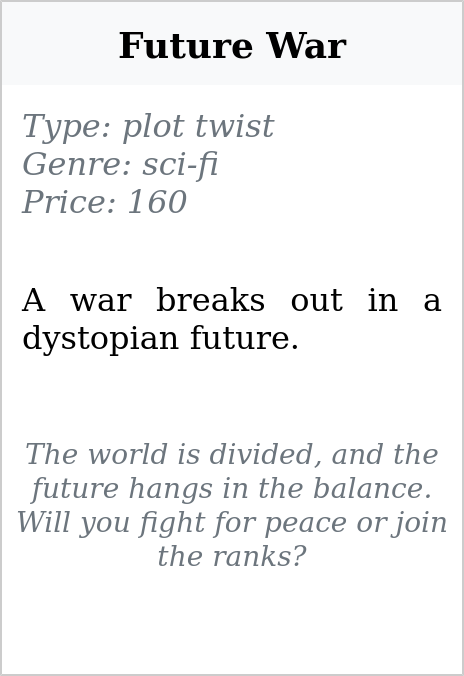 Future War
Type: plot twist
Genre: sci-fi
Price: 160
A war breaks out in a
dystopian future.
The world is divided, and the
future hangs in the balance.
Will you fight for peace or join
the ranks?